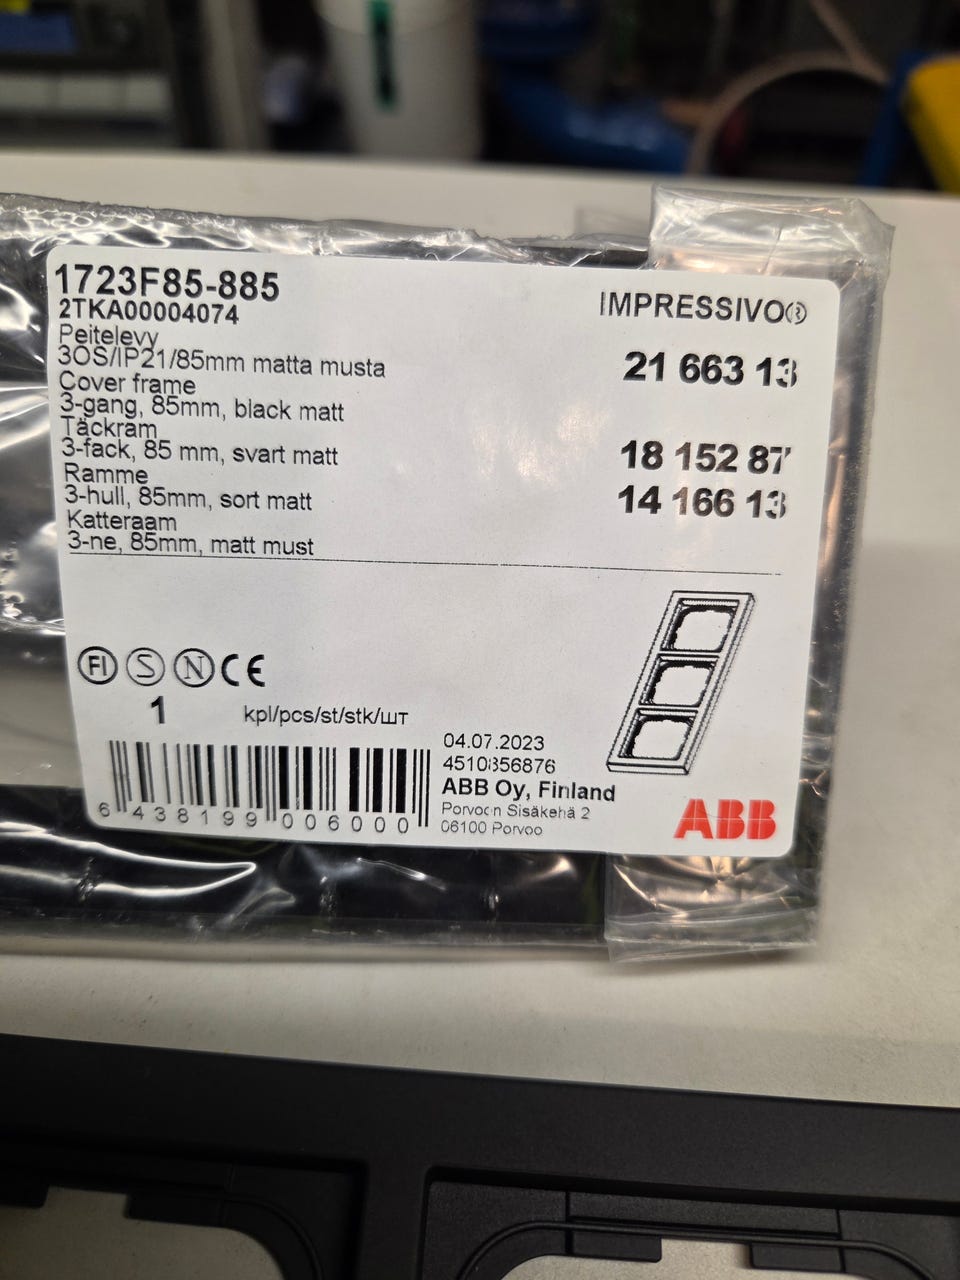 1723F85-885
IMPRESSIVO®
2TKA00004074
Peitelevy
3OS/IP21/85mm matta musta
21 663 13
Cover frame
3-gang, 85mm, black matt
Täckram
3-fack, 85 mm, svart matt
18 152 87
Ramme
3-hull, 85mm, sort matt
14 166 13
Katteraam
3-ne, 85mm, matt must
FI S N CE
1 kpl/pcs/st/stk/шт
04.07.2023
4510856876
ABB Oy, Finland
Porvoon Sisäkehä 2
06100 Porvoo
ABB
6 438199 006000